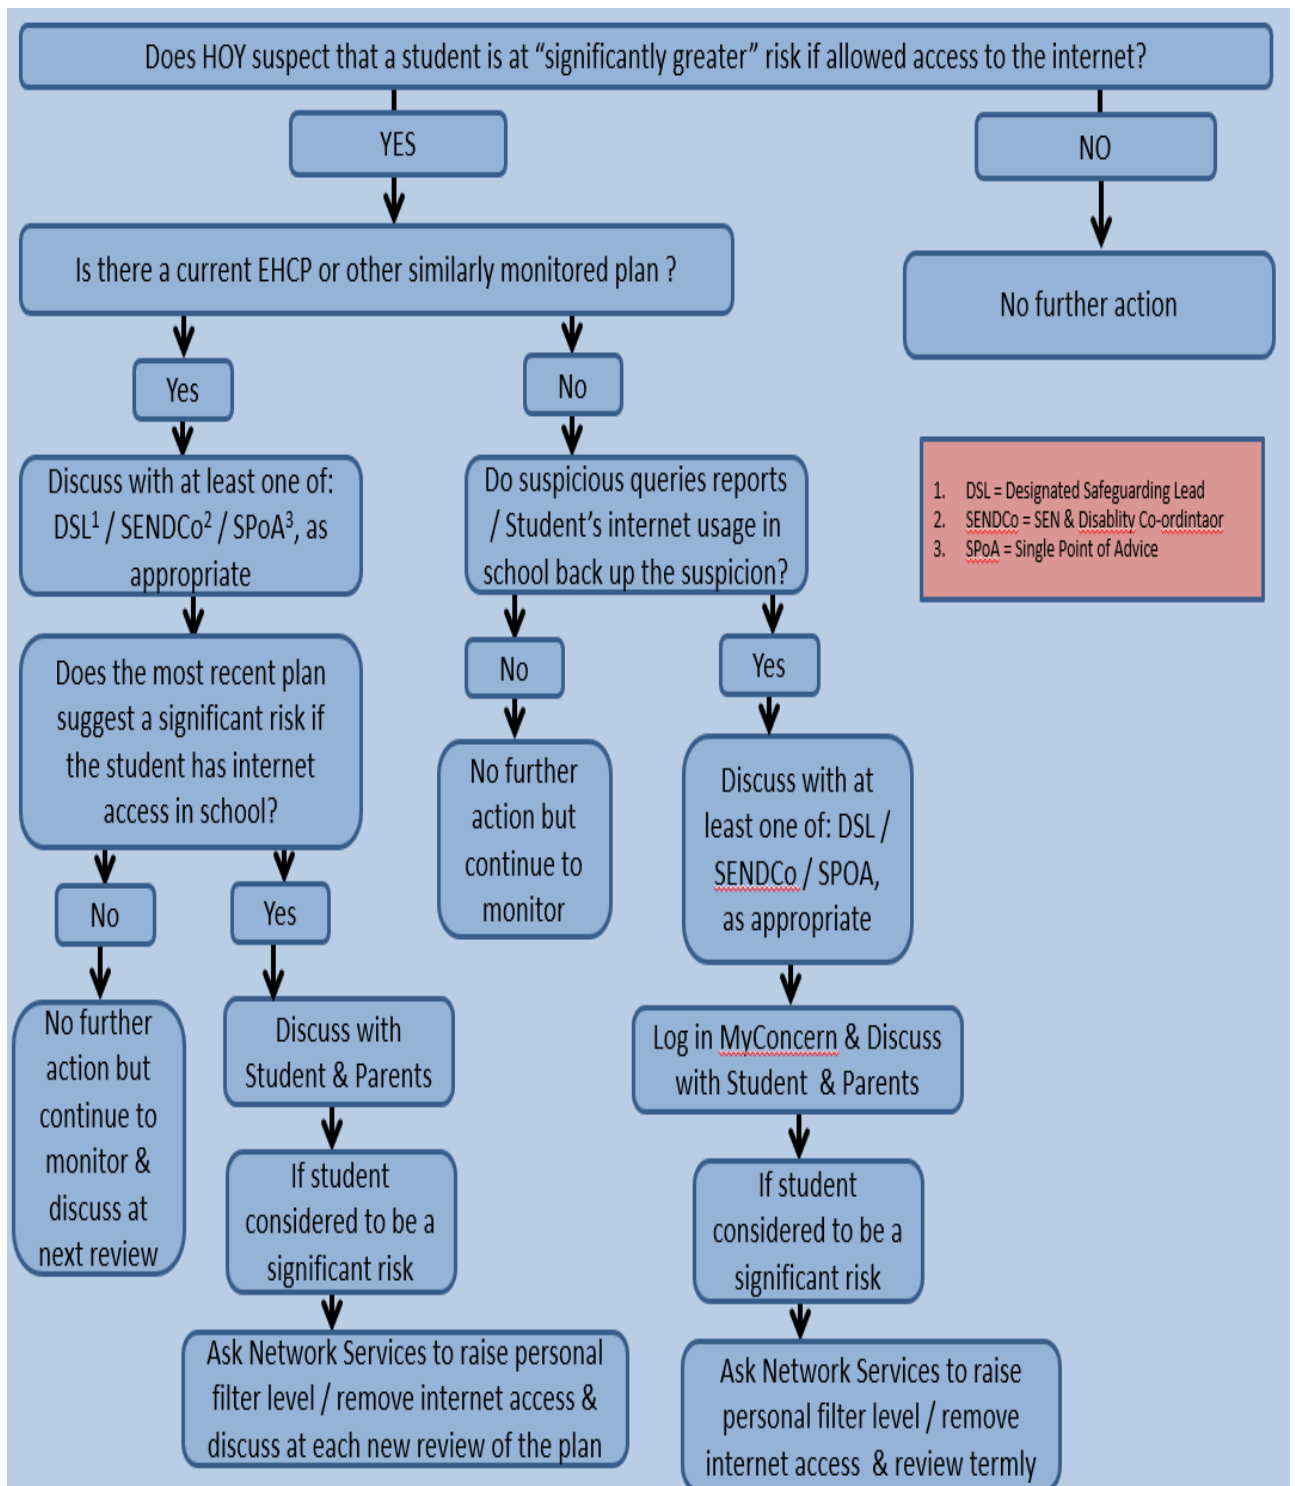 Does HOY suspect that a student is at “significantly greater” risk if allowed access to the internet?
YES
NO
Is there a current EHCP or other similarly monitored plan ?
No further action
Yes
No
Discuss with at least one of:
DSL¹ / SENDCo² / SPoA³, as
appropriate
Do suspicious queries reports
/ Student’s internet usage in
school back up the suspicion?
1. DSL = Designated Safeguarding Lead
2. SENDCo = SEN & Disablity Co-ordintaor
3. SPoA = Single Point of Advice
Does the most recent plan
suggest a significant risk if
the student has internet
access in school?
No
Yes
No further
action but
continue to
monitor
Discuss with at
least one of: DSL /
SENDCo / SPOA,
as appropriate
No
Yes
No further
action but
continue to
monitor &
discuss at
next review
Discuss with
Student & Parents
Log in MyConcern & Discuss
with Student & Parents
If student
considered to be a
significant risk
If student
considered to be a
significant risk
Ask Network Services to raise personal
filter level / remove internet access &
discuss at each new review of the plan
Ask Network Services to raise
personal filter level / remove
internet access & review termly